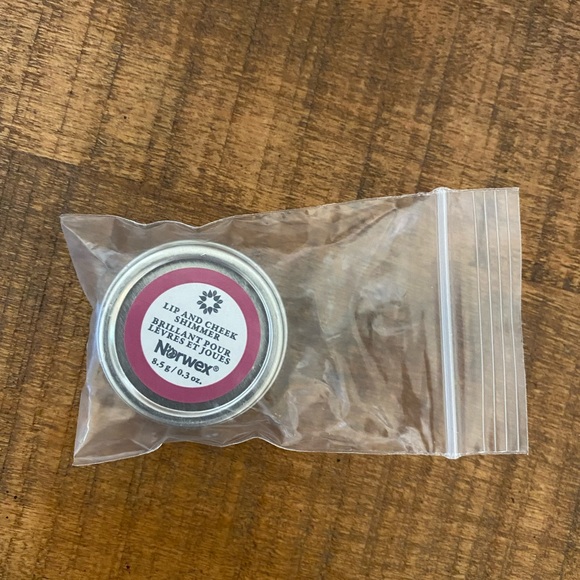 LIP AND CHEEK
SHIMMER
BRILLANT POUR
LÈVRES ET JOUES
Norwex®
8.5 g / 0.3 oz.